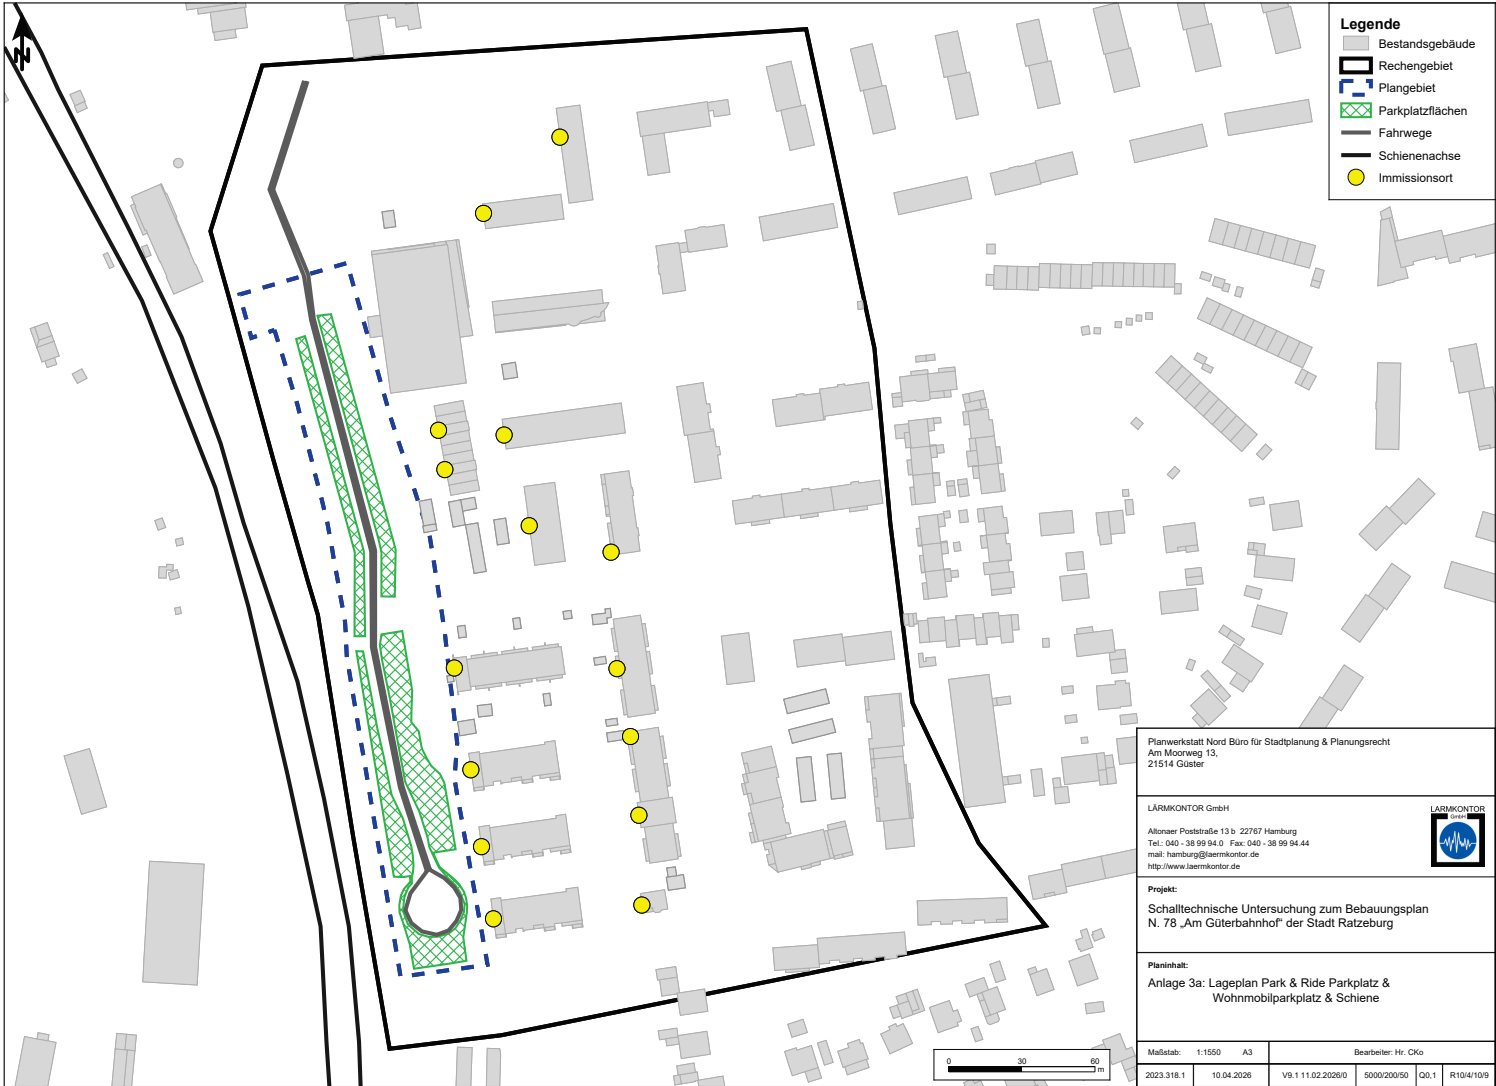 N
Legende
Bestandsgebäude
Rechengebiet
Plangebiet
Parkplatzflächen
Fahrwege
Schienenachse
Immissionsort
Planwerkstatt Nord Büro für Stadtplanung & Planungsrecht
Am Moorweg 13,
21514 Güster
LÄRMKONTOR GmbH
Altonaer Poststraße 13 b 22767 Hamburg
Tel.: 040 - 38 99 94.0 Fax: 040 - 38 99 94.44
mail: hamburg@laermkontor.de
http://www.laermkontor.de
LÄRMKONTOR
GmbH
Projekt:
Schalltechnische Untersuchung zum Bebauungsplan
N. 78 „Am Güterbahnhof" der Stadt Ratzeburg
Planinhalt:
Anlage 3a: Lageplan Park & Ride Parkplatz &
Wohnmobilparkplatz & Schiene
Maßstab: 1:1550 A3 Bearbeiter: Hr. CKo
2023.318.1 10.04.2026 V9.1 11.02.2026/0 5000/200/50 Q0,1 R10/4/10/9
0 30 60
m